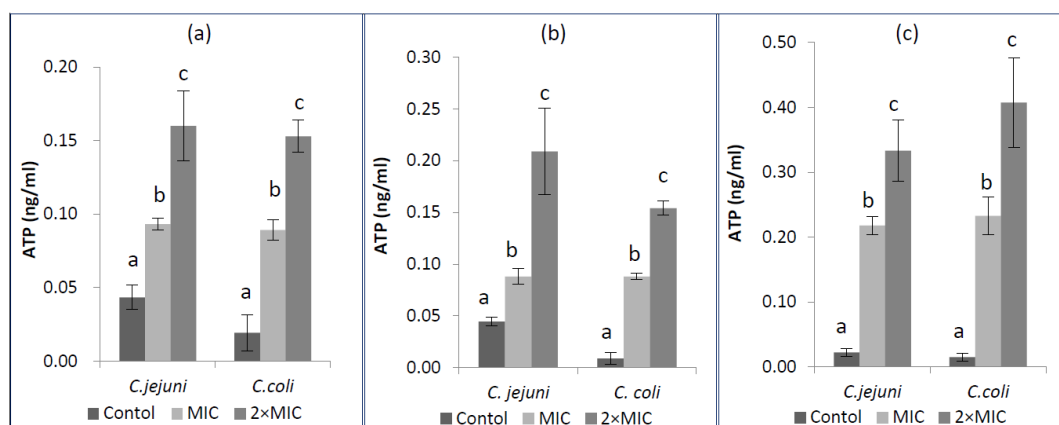 (a)
ATP (ng/ml)
0.20
0.15
0.10
0.05
0.00
a
b
c
a
b
c
C.jejuni
C.coli
Contol
MIC
2×MIC
(b)
ATP (ng/ml)
0.30
0.25
0.20
0.15
0.10
0.05
0.00
a
b
c
a
b
c
C. jejuni
C. coli
Contol
MIC
2×MIC
(c)
ATP (ng/ml)
0.50
0.40
0.30
0.20
0.10
0.00
a
b
c
a
b
c
C.jejuni
C.coli
Contol
MIC
2×MIC